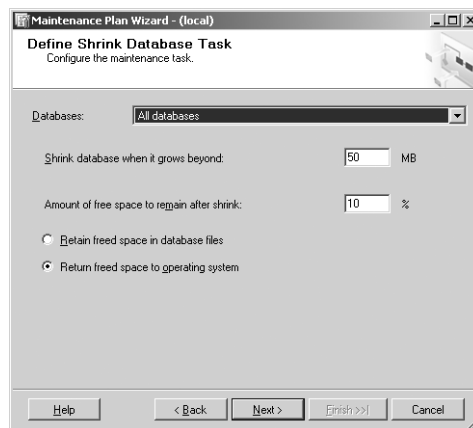 Maintenance Plan Wizard - (local)
Define Shrink Database Task
Configure the maintenance task.
Databases: All databases
Shrink database when it grows beyond: 50 MB
Amount of free space to remain after shrink: 10 %
Retain freed space in database files
Return freed space to operating system
Help < Back Next > Finish >>| Cancel